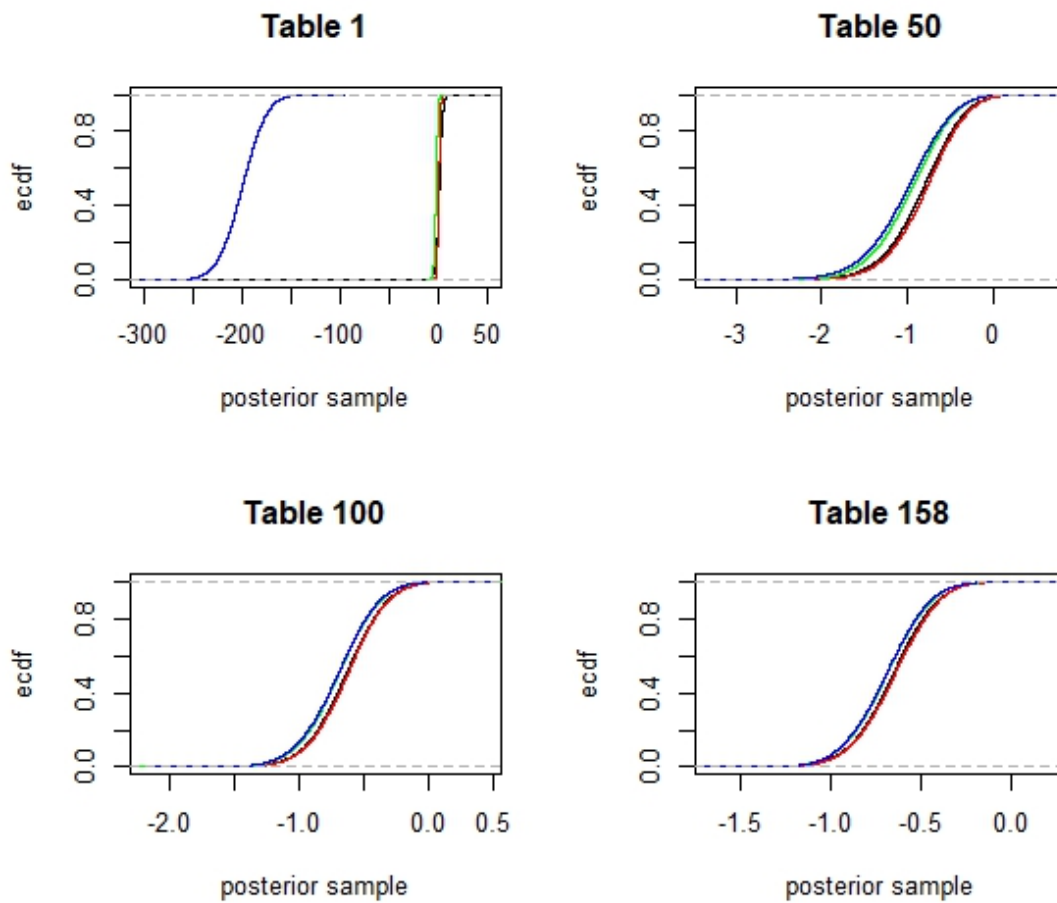 Table 1
ecdf
0.0 0.4 0.8
-300 -200 -100 0 50
posterior sample
Table 50
ecdf
0.0 0.4 0.8
-3 -2 -1 0
posterior sample
Table 100
ecdf
0.0 0.4 0.8
-2.0 -1.0 0.0 0.5
posterior sample
Table 158
ecdf
0.0 0.4 0.8
-1.5 -1.0 -0.5 0.0
posterior sample